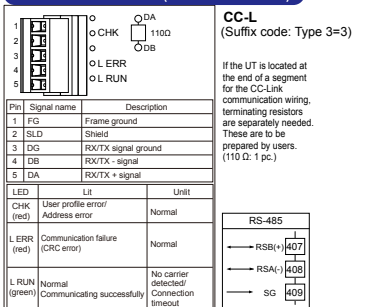 CC-L
(Suffix code: Type 3=3)
1
2
3
4
5
CHK
L ERR
L RUN
DA
110Ω
DB
If the UT is located at
the end of a segment
for the CC-Link
communication wiring,
terminating resistors
are separately needed.
These are to be
prepared by users.
(110 Ω: 1 pc.)
Pin Signal name Description
1 FG Frame ground
2 SLD Shield
3 DG RX/TX signal ground
4 DB RX/TX - signal
5 DA RX/TX + signal
LED Lit Unlit
CHK (red) User profile error/ Address error Normal
L ERR (red) Communication failure (CRC error) Normal
L RUN (green) Normal Communicating successfully No carrier detected/ Connection timeout
RS-485
RSB(+) 407
RSA(-) 408
SG 409